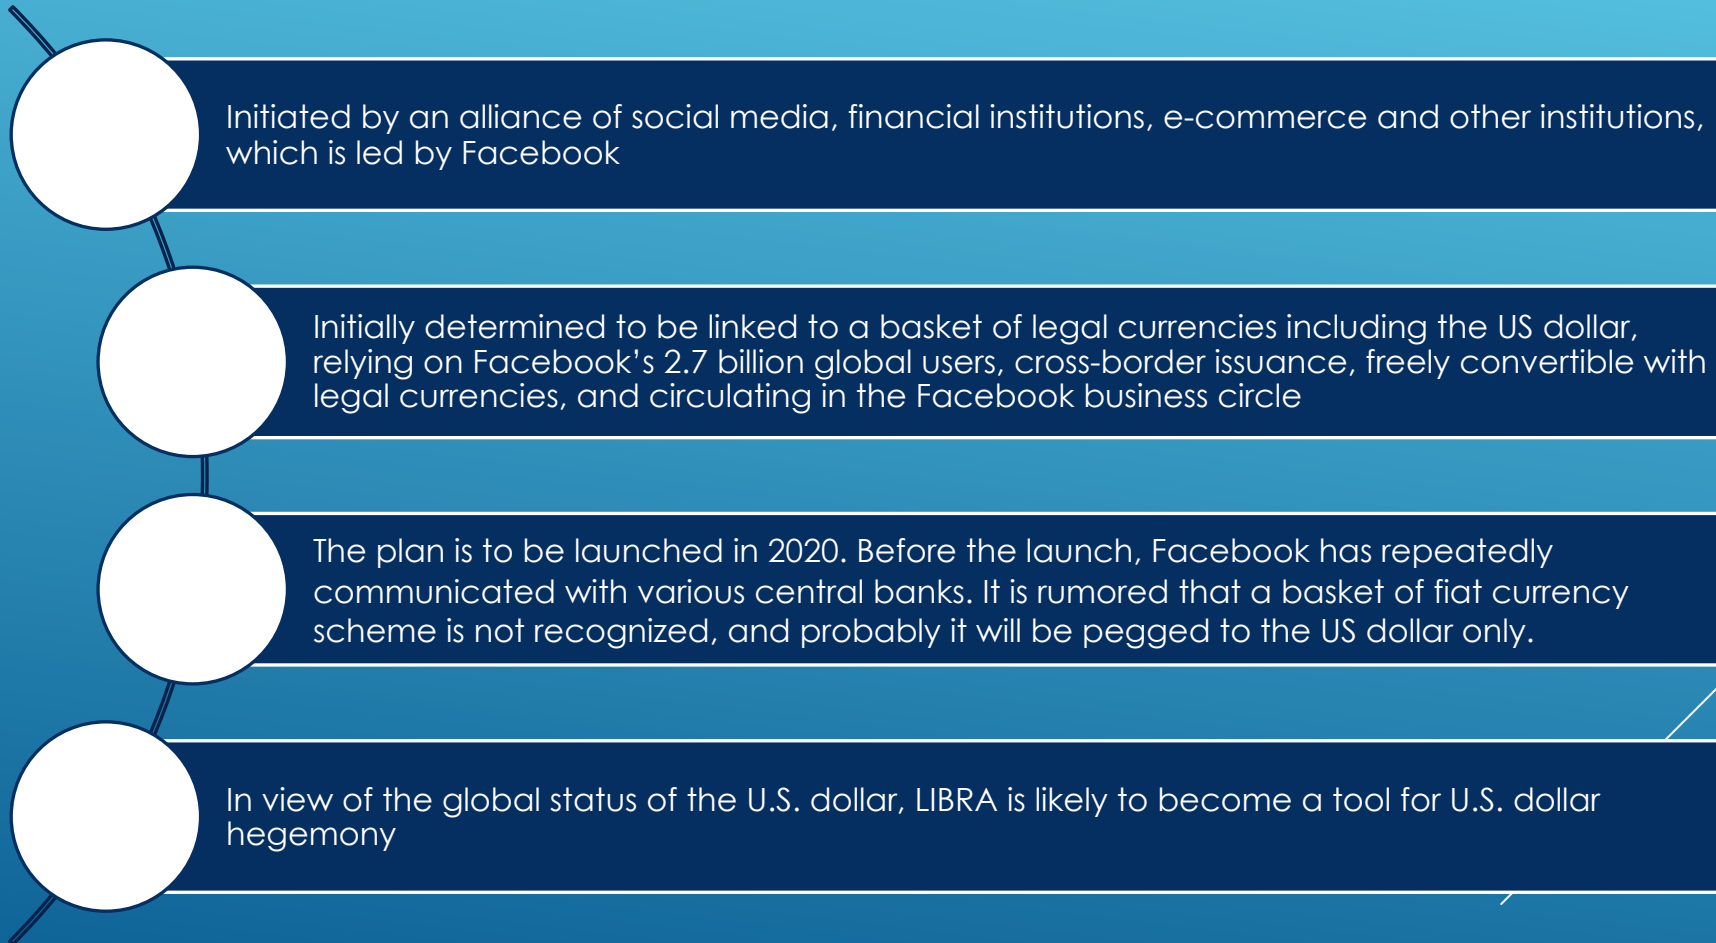 Initiated by an alliance of social media, financial institutions, e-commerce and other institutions,
which is led by Facebook
Initially determined to be linked to a basket of legal currencies including the US dollar,
relying on Facebook’s 2.7 billion global users, cross-border issuance, freely convertible with
legal currencies, and circulating in the Facebook business circle
The plan is to be launched in 2020. Before the launch, Facebook has repeatedly
communicated with various central banks. It is rumored that a basket of fiat currency
scheme is not recognized, and probably it will be pegged to the US dollar only.
In view of the global status of the U.S. dollar, LIBRA is likely to become a tool for U.S. dollar
hegemony